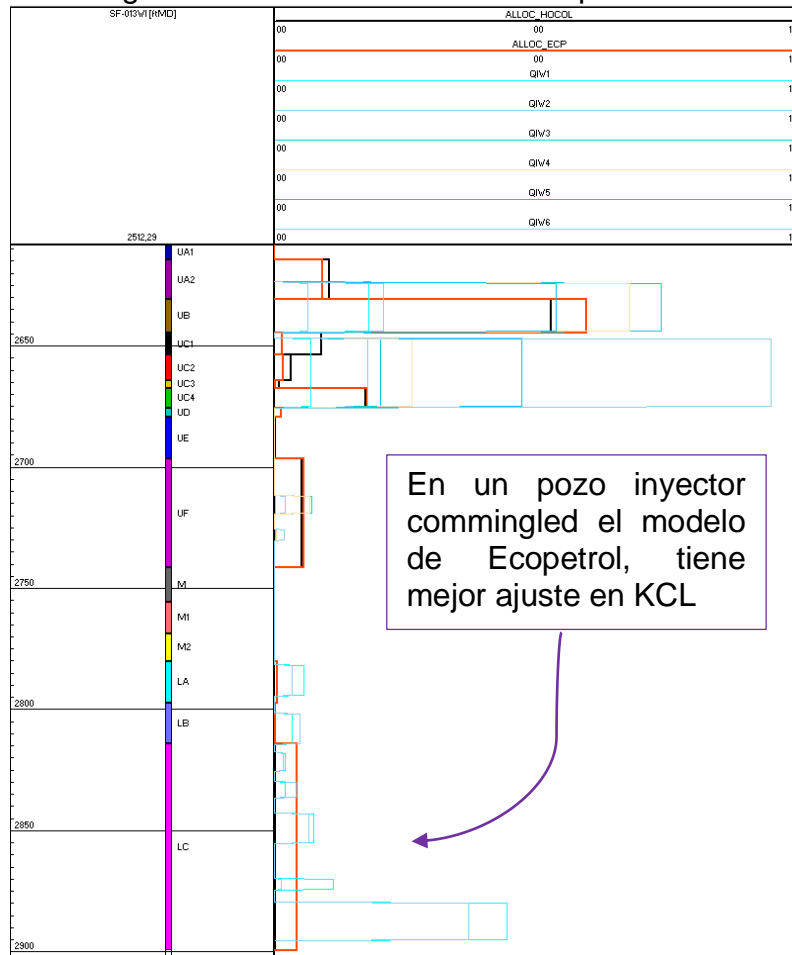 SF-013WI [ftMD]
ALLOC_HOCOL
00 00 1
ALLOC_ECP
00 00 1
QIW1
00 1
QIW2
00 1
QIW3
00 1
QIW4
00 1
QIW5
00 1
QIW6
2512,29
00 1
UA1
UA2
UB
2650
UC1
UC2
UC3
UC4
UD
UE
2700
UF
2750
M
M1
M2
LA
2800
LB
2850
LC
2900
En un pozo inyector
commingled el modelo
de Ecopetrol, tiene
mejor ajuste en KCL